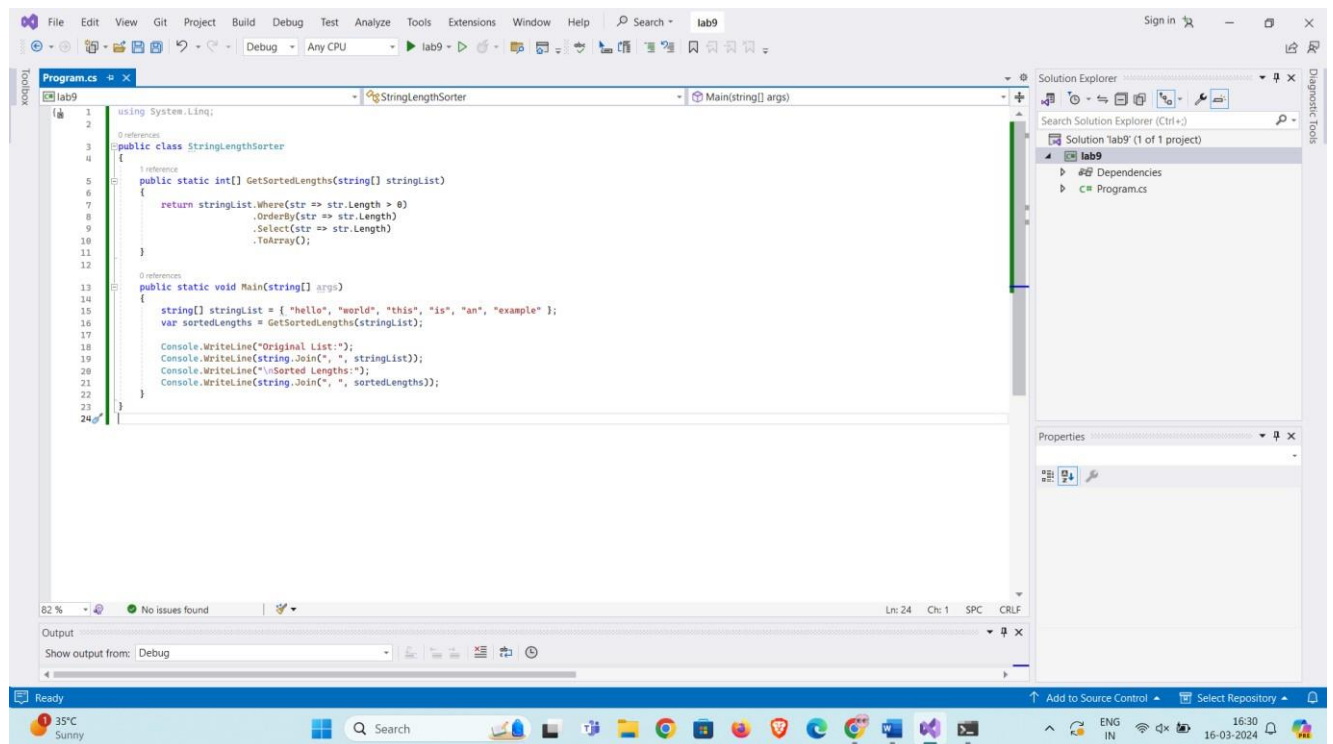 File Edit View Git Project Build Debug Test Analyze Tools Extensions Window Help Search lab9 Sign in
Debug Any CPU lab9
Toolbox
Program.cs
lab9 StringLengthSorter Main(string[] args)
1 using System.Linq;
2
0 references
3 public class StringLengthSorter
4 {
1 reference
5 public static int[] GetSortedLengths(string[] stringList)
6 {
7 return stringList.Where(str => str.Length > 0)
8 .OrderBy(str => str.Length)
9 .Select(str => str.Length)
10 .ToArray();
11 }
12
0 references
13 public static void Main(string[] args)
14 {
15 string[] stringList = { "hello", "world", "this", "is", "an", "example" };
16 var sortedLengths = GetSortedLengths(stringList);
17
18 Console.WriteLine("Original List:");
19 Console.WriteLine(string.Join(", ", stringList));
20 Console.WriteLine("\nSorted Lengths:");
21 Console.WriteLine(string.Join(", ", sortedLengths));
22 }
23 }
24
82 % No issues found Ln: 24 Ch: 1 SPC CRLF
Output
Show output from: Debug
Solution Explorer
Search Solution Explorer (Ctrl+;)
Solution 'lab9' (1 of 1 project)
lab9
Dependencies
C# Program.cs
Properties
Diagnostic Tools
Ready Add to Source Control Select Repository
1 35°C
Sunny
Search
ENG
IN
16:30
16-03-2024
PRE